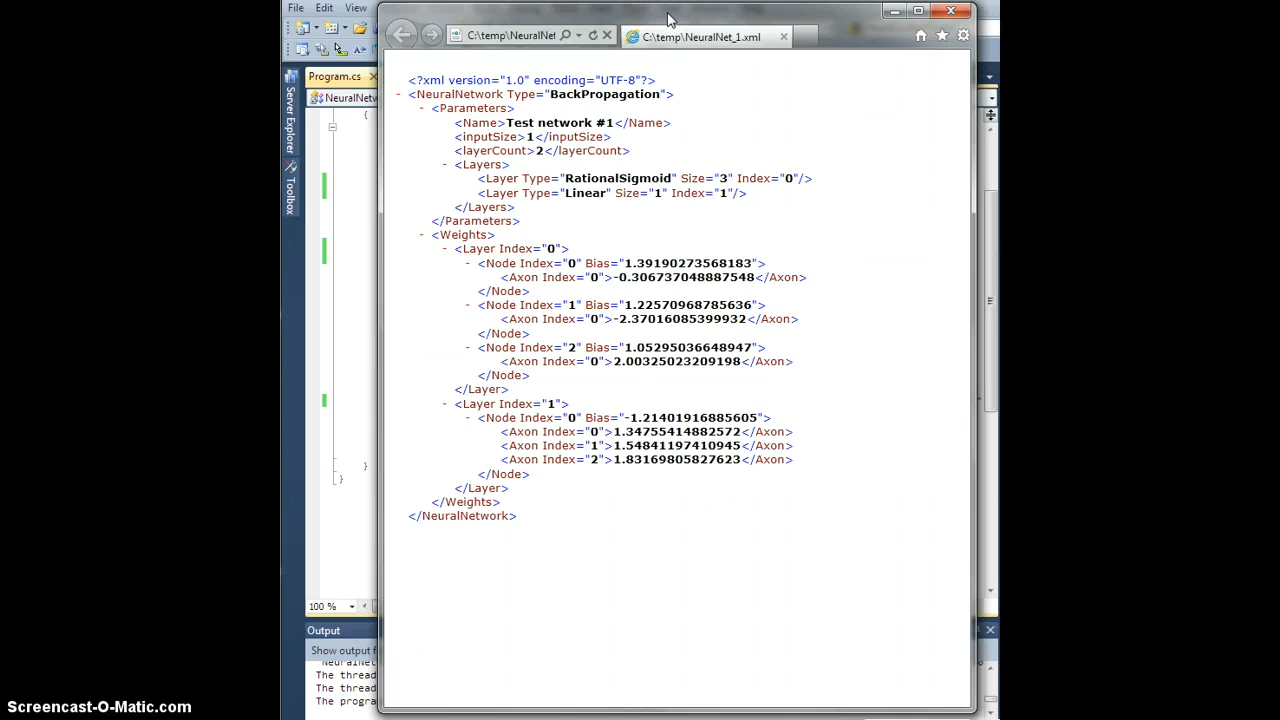 File Edit View
C:\temp\NeuralNet
C:\temp\NeuralNet_1.xml
Program.cs
Server Explorer
Toolbox
{
<?xml version="1.0" encoding="UTF-8"?>
- <NeuralNetwork Type="BackPropagation">
- <Parameters>
<Name>Test network #1</Name>
<inputSize>1</inputSize>
<layerCount>2</layerCount>
- <Layers>
<Layer Type="RationalSigmoid" Size="3" Index="0"/>
<Layer Type="Linear" Size="1" Index="1"/>
</Layers>
</Parameters>
- <Weights>
- <Layer Index="0">
- <Node Index="0" Bias="1.39190273568183">
<Axon Index="0">-0.306737048887548</Axon>
</Node>
- <Node Index="1" Bias="1.22570968785636">
<Axon Index="0">-2.37016085399932</Axon>
</Node>
- <Node Index="2" Bias="1.05295036648947">
<Axon Index="0">2.00325023209198</Axon>
</Node>
</Layer>
- <Layer Index="1">
- <Node Index="0" Bias="-1.21401916885605">
<Axon Index="0">1.34755414882572</Axon>
<Axon Index="1">1.54841197410945</Axon>
<Axon Index="2">1.83169805827623</Axon>
</Node>
</Layer>
</Weights>
</NeuralNetwork>
}
}
100 %
Output
Show output f
The thread
The thread
The progra
Screencast-O-Matic.com